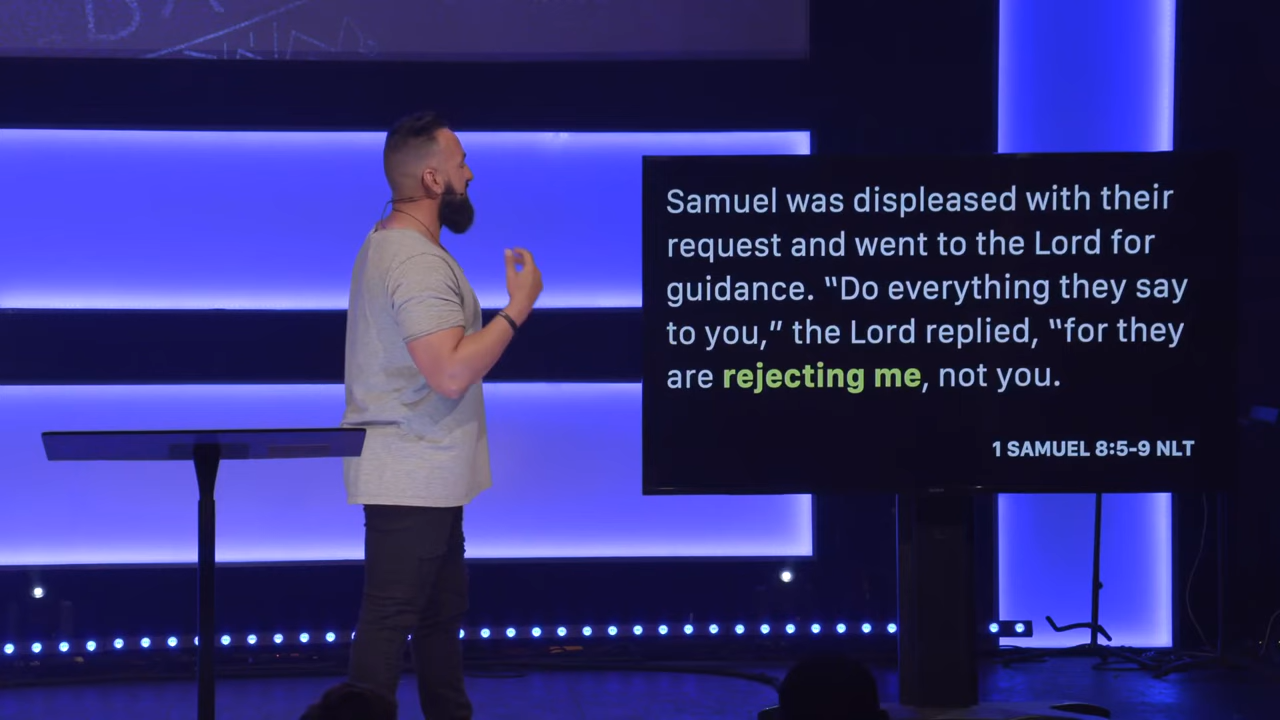 Samuel was displeased with their
request and went to the Lord for
guidance. “Do everything they say
to you,” the Lord replied, “for they
are rejecting me, not you.
1 SAMUEL 8:5-9 NLT